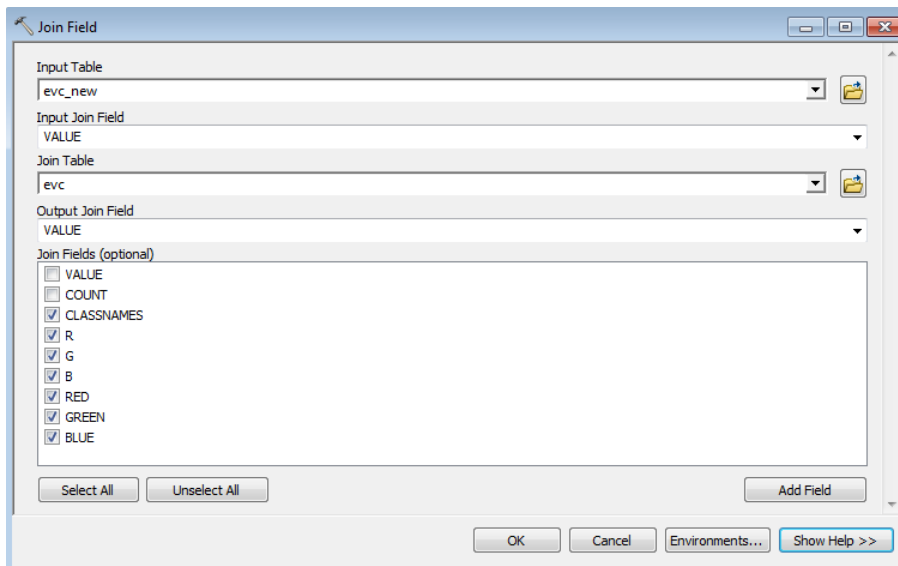 Join Field
Input Table
evc_new
Input Join Field
VALUE
Join Table
evc
Output Join Field
VALUE
Join Fields (optional)
VALUE
COUNT
CLASSNAMES
R
G
B
RED
GREEN
BLUE
Select All Unselect All Add Field
OK Cancel Environments... Show Help >>